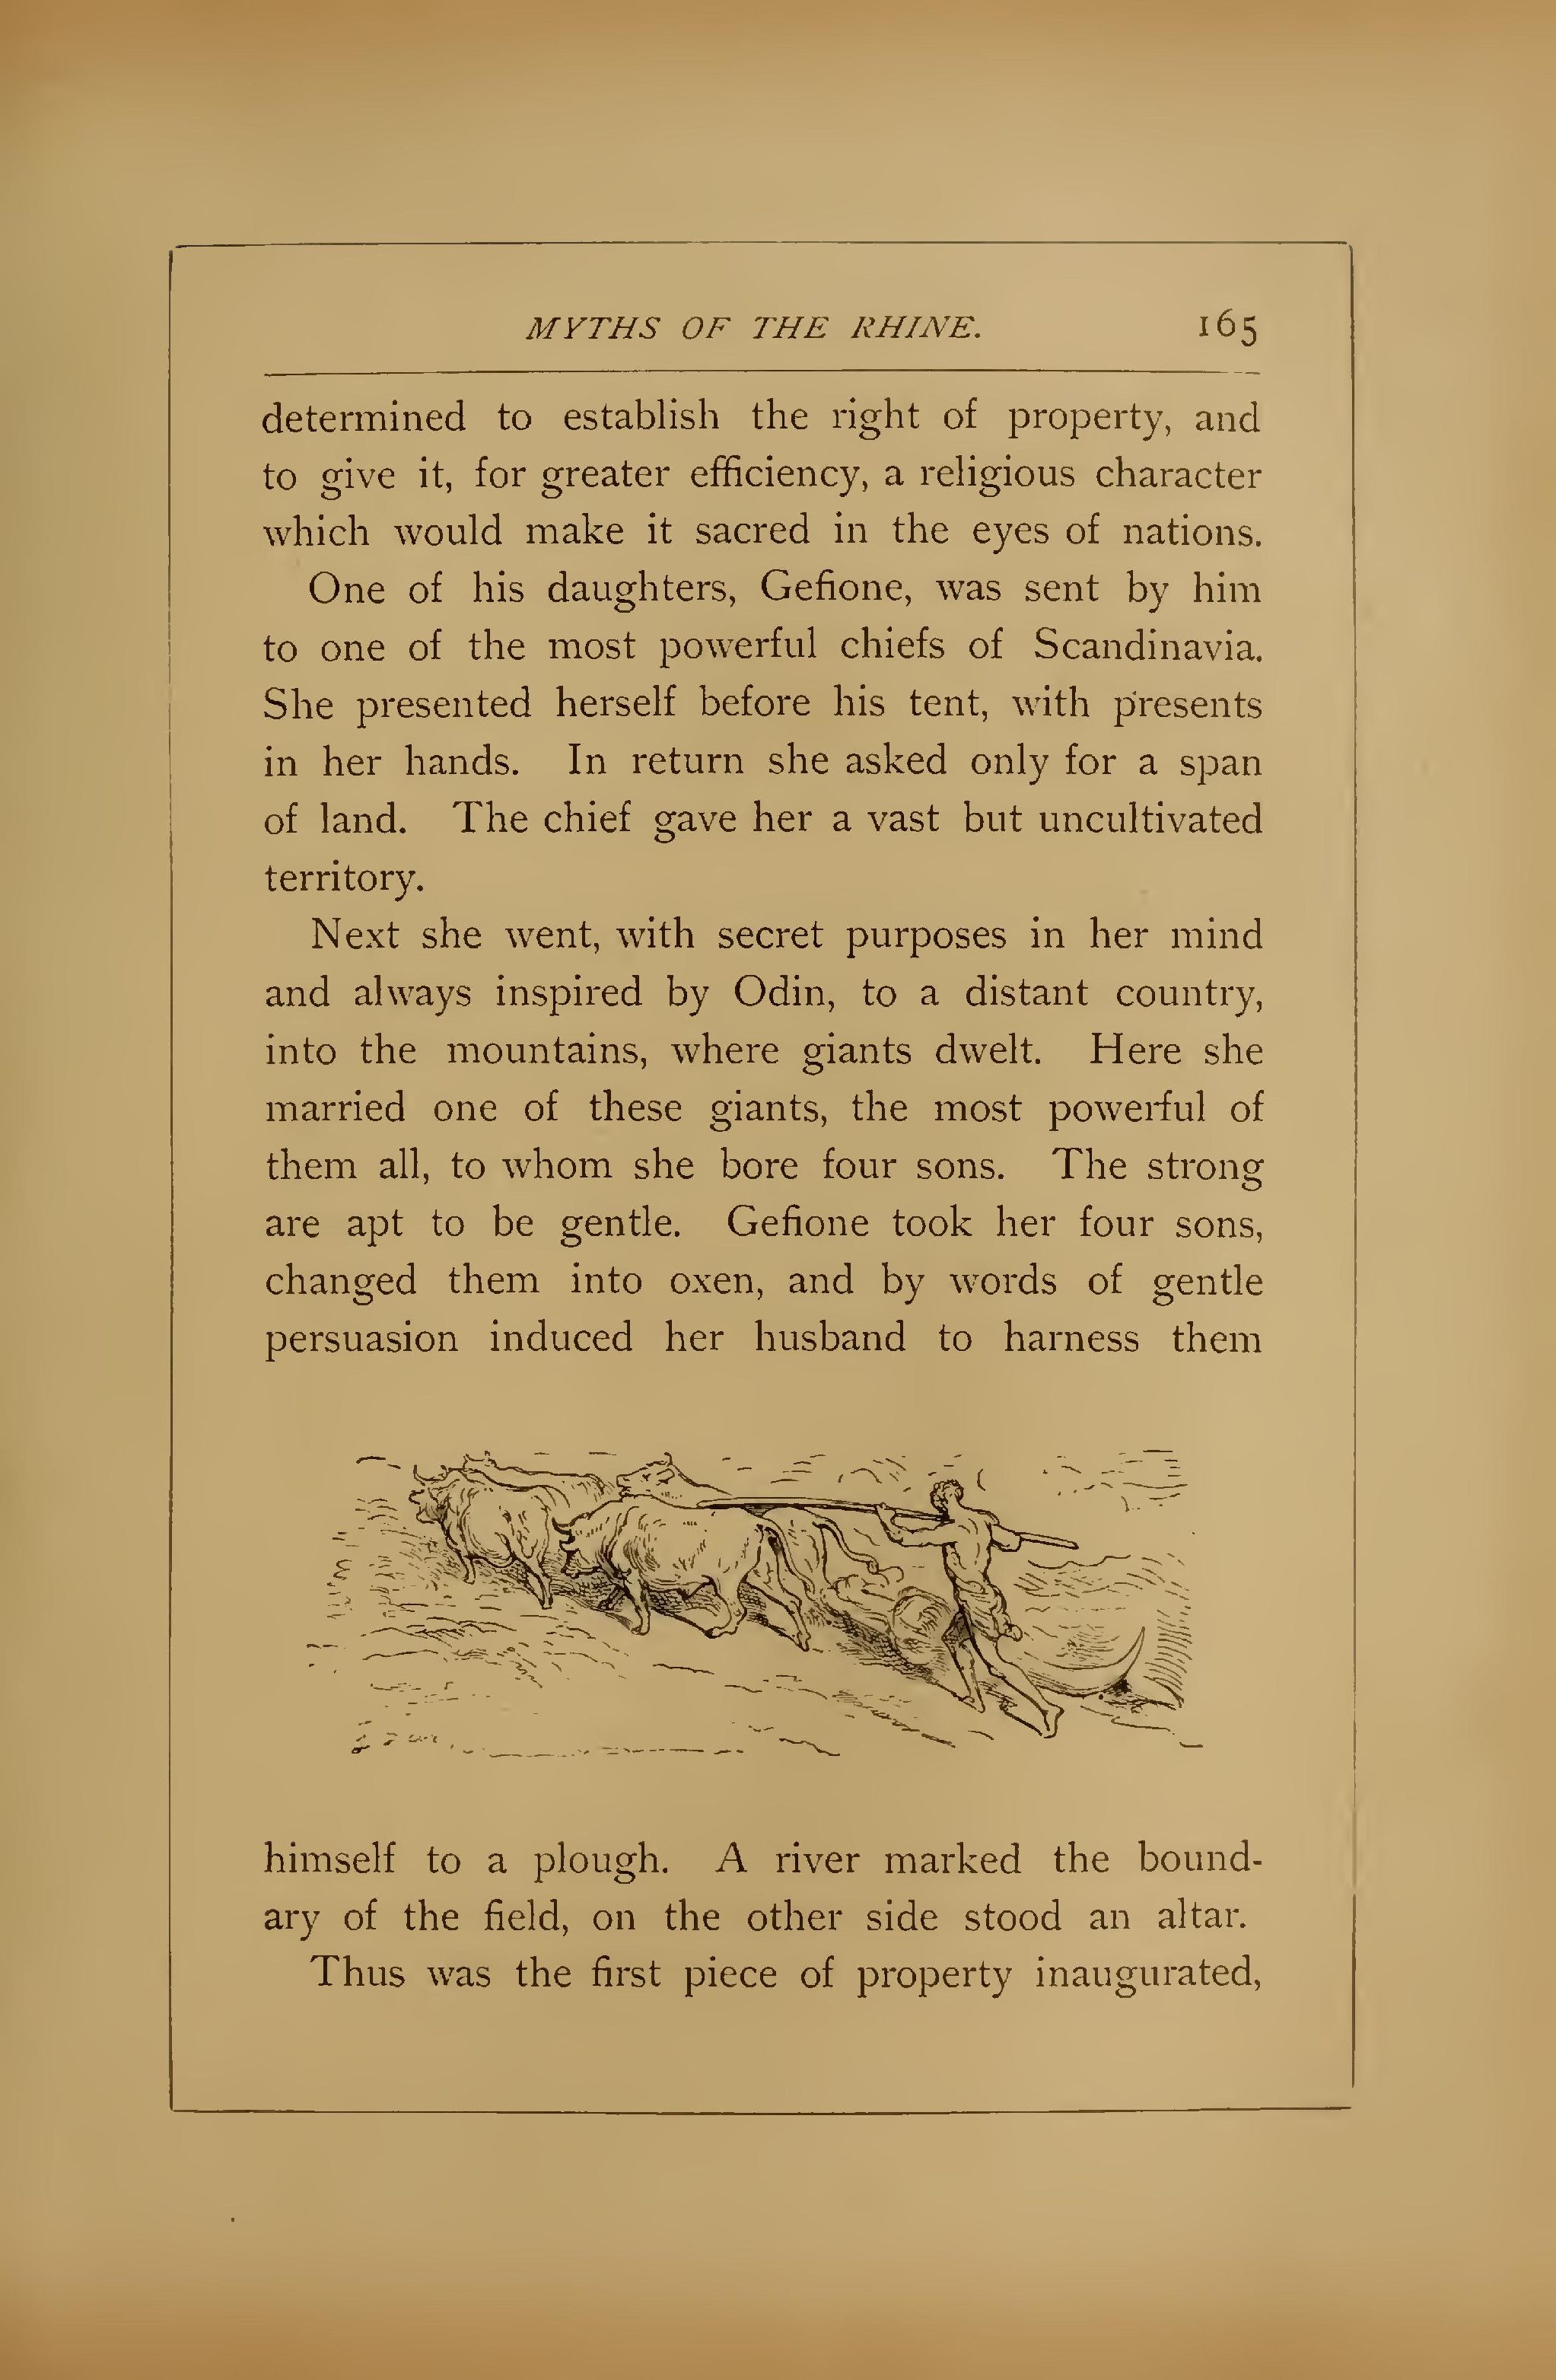 MYTHS OF THE RHINE. 165
determined to establish the right of property, and
to give it, for greater efficiency, a religious character
which would make it sacred in the eyes of nations.
One of his daughters, Gefione, was sent by him
to one of the most powerful chiefs of Scandinavia.
She presented herself before his tent, with presents
in her hands. In return she asked only for a span
of land. The chief gave her a vast but uncultivated
territory.
Next she went, with secret purposes in her mind
and always inspired by Odin, to a distant country,
into the mountains, where giants dwelt. Here she
married one of these giants, the most powerful of
them all, to whom she bore four sons. The strong
are apt to be gentle. Gefione took her four sons,
changed them into oxen, and by words of gentle
persuasion induced her husband to harness them
himself to a plough. A river marked the bound-
ary of the field, on the other side stood an altar.
Thus was the first piece of property inaugurated,